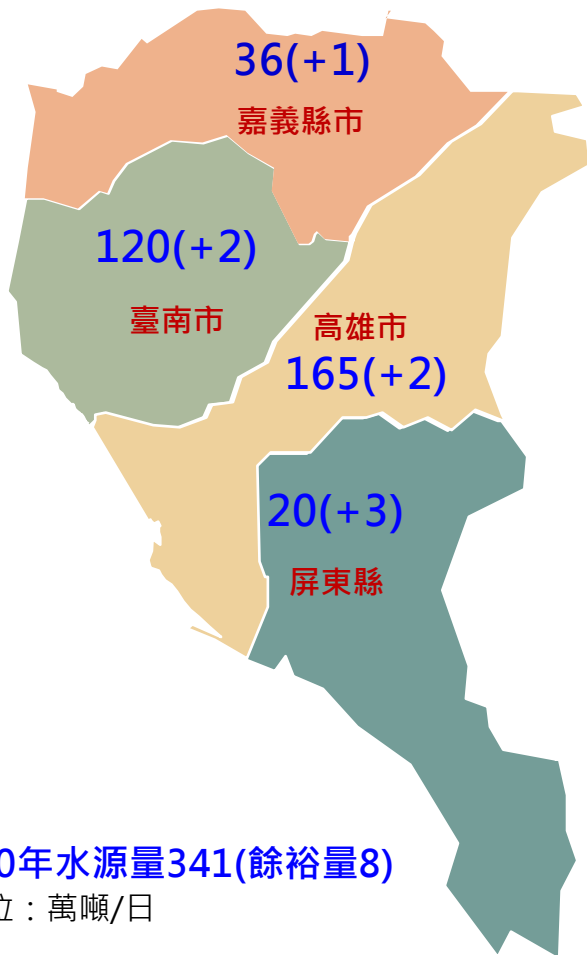 36(+1)
嘉義縣市
120(+2)
臺南市
高雄市
165(+2)
20(+3)
屏東縣
0年水源量341(餘裕量8)
位：萬噸/日